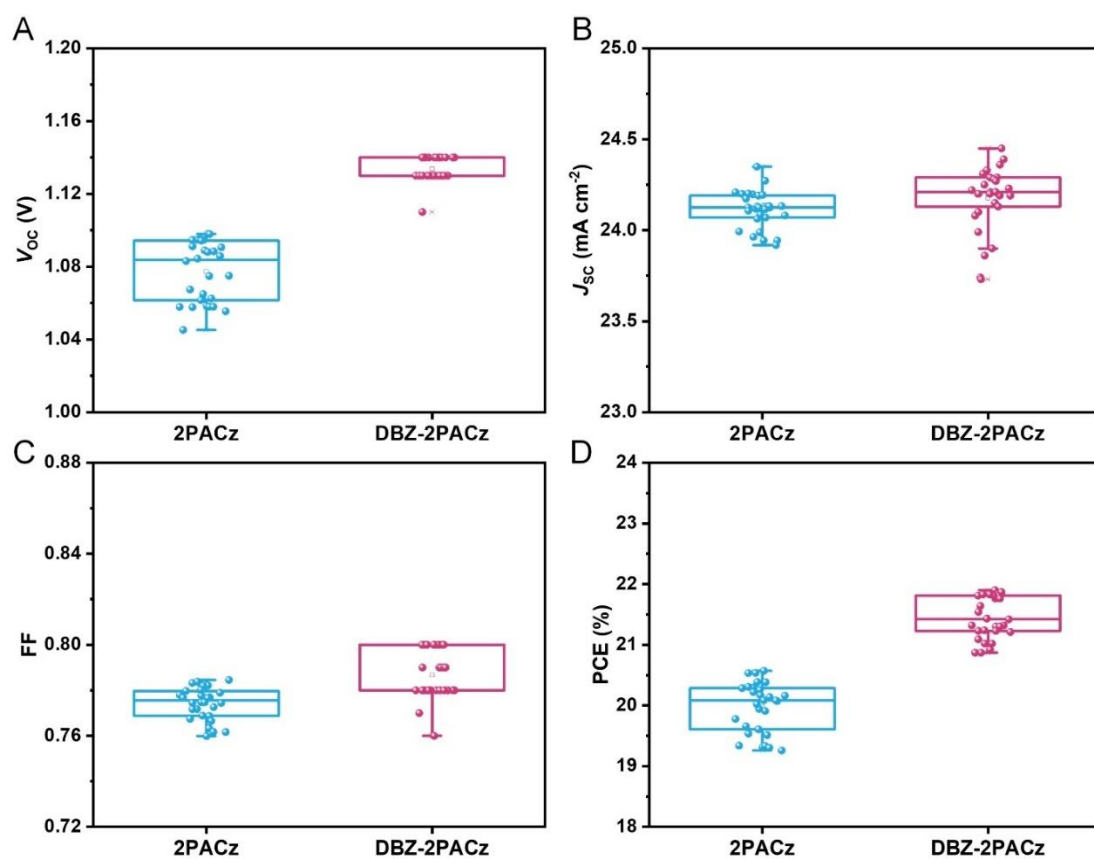 A
B
1.20
1.16
1.12
1.08
1.04
1.00
V_OC (V)
2PACz
DBZ-2PACz
25.0
24.5
24.0
23.5
23.0
J_SC (mA cm⁻²)
2PACz
DBZ-2PACz
C
D
0.88
0.84
0.80
0.76
0.72
FF
2PACz
DBZ-2PACz
24
23
22
21
20
19
18
PCE (%)
2PACz
DBZ-2PACz